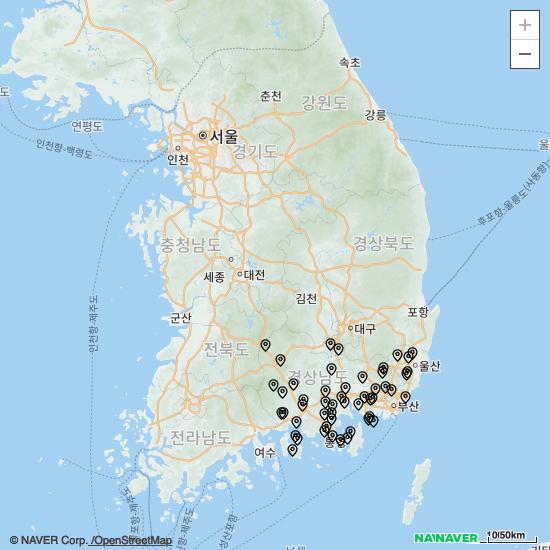 +
−
속초
춘천
강원도
강릉
도
연평도
서울
인천
경기도
인천항-백령도
울
후포항-울릉도(사동항)
충청남도
경상북도
세종
대전
김천
인천항-제주도
군산
포항
대구
전북도
울산
경상남도
부산
전라남도
여수
© NAVER Corp. /OpenStreetMap
NAVER
10/50km